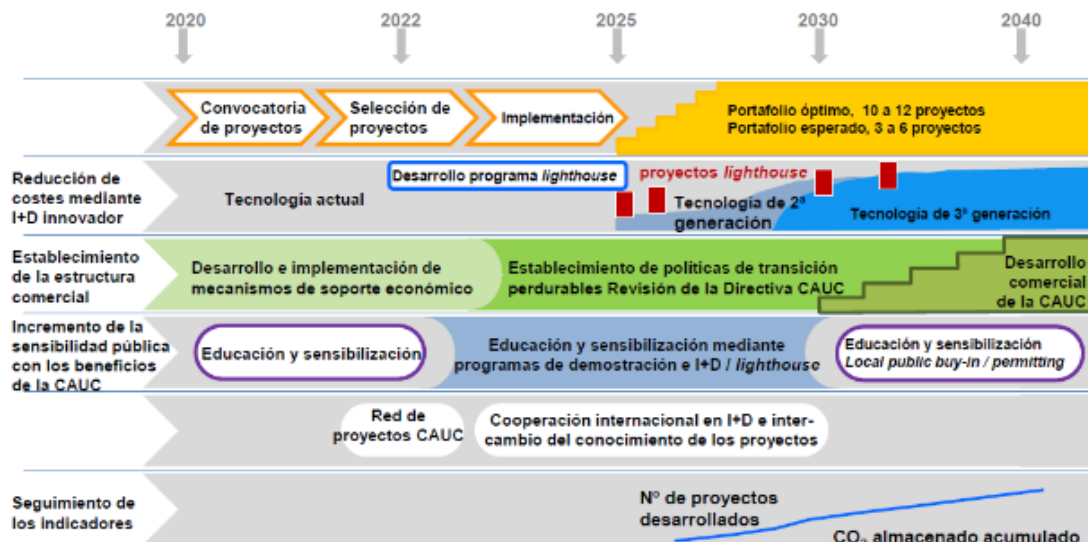 2020
2022
2025
2030
2040
Convocatoria
de proyectos
Selección de
proyectos
Implementación
Portafolio óptimo, 10 a 12 proyectos
Portafolio esperado, 3 a 6 proyectos
Reducción de
costes mediante
I+D innovador
Tecnología actual
Desarrollo programa lighthouse
proyectos lighthouse
Tecnología de 2ª
generación
Tecnología de 3ª generación
Establecimiento
de la estructura
comercial
Desarrollo e implementación de
mecanismos de soporte económico
Establecimiento de políticas de transición
perdurables Revisión de la Directiva CAUC
Desarrollo
comercial
de la CAUC
Incremento de la
sensibilidad pública
con los beneficios
de la CAUC
Educación y sensibilización
Educación y sensibilización mediante
programas de demostración e I+D / lighthouse
Educación y sensibilización
Local public buy-in / permitting
Red de
proyectos CAUC
Cooperación internacional en I+D e inter-
cambio del conocimiento de los proyectos
Seguimiento de
los indicadores
Nº de proyectos
desarrollados
CO₂ almacenado acumulado